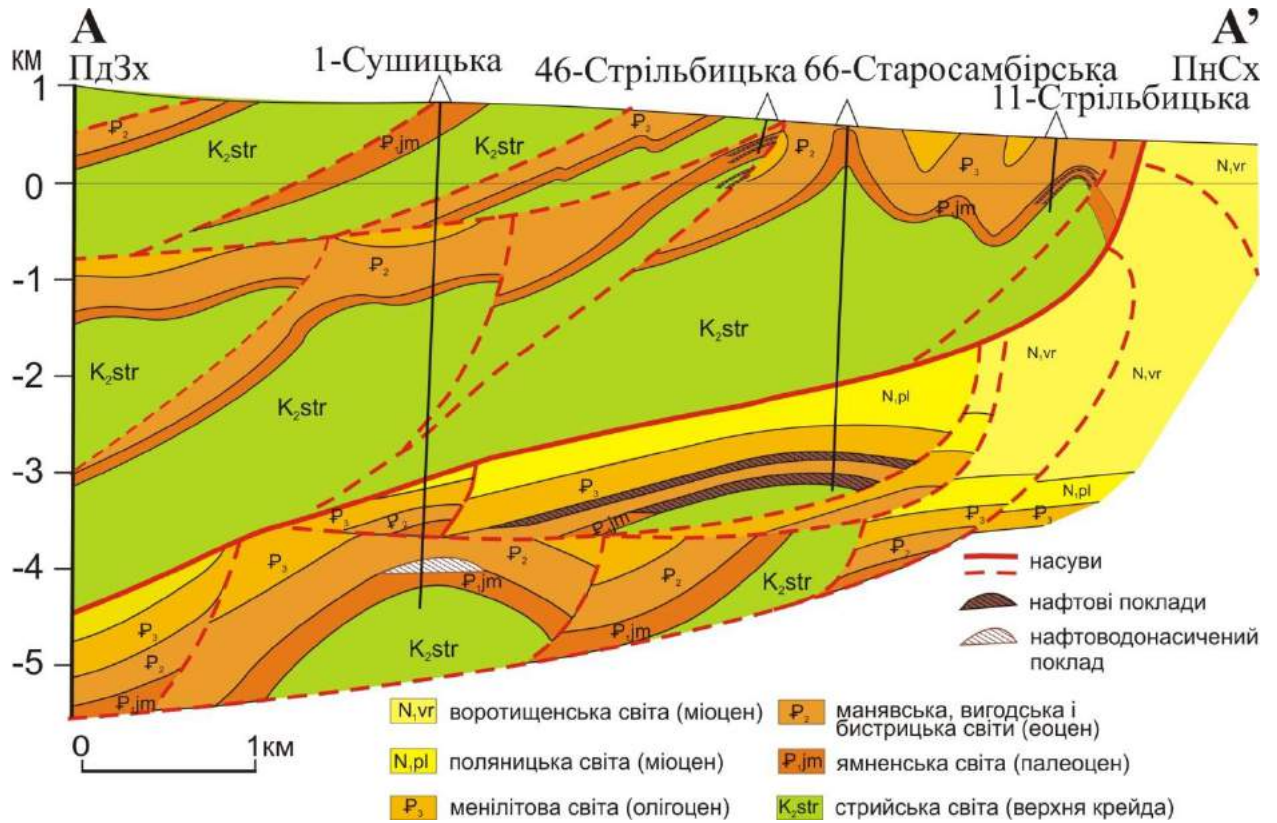 А А’
км ПдЗх 1-Сушицька 46-Стрільбицька 66-Старосамбірська ПнСх
11-Стрільбицька
1
0
-1
-2
-3
-4
-5
₽₂
K₂str
₽₁jm
K₂str
₽₂
₽₂
₽₃
₽₁jm
N₁vr
₽₂
K₂str
K₂str
K₂str
K₂str
N₁vr
N₁vr
N₁pl
₽₃
₽₃
₽₂
₽₁jm
N₁pl
₽₃
₽₃
₽₃
₽₂
₽₂
₽₂
₽₁jm
K₂str
₽₃
₽₂
₽₁jm
K₂str
₽₁jm
насуви
нафтові поклади
нафтоводонасичений
поклад
0 1км
N₁vr воротищенська світа (міоцен)
N₁pl поляницька світа (міоцен)
₽₃ менілітова світа (олігоцен)
₽₂ манявська, вигодська і
бистрицька світи (еоцен)
₽₁jm ямненська світа (палеоцен)
K₂str стрийська світа (верхня крейда)